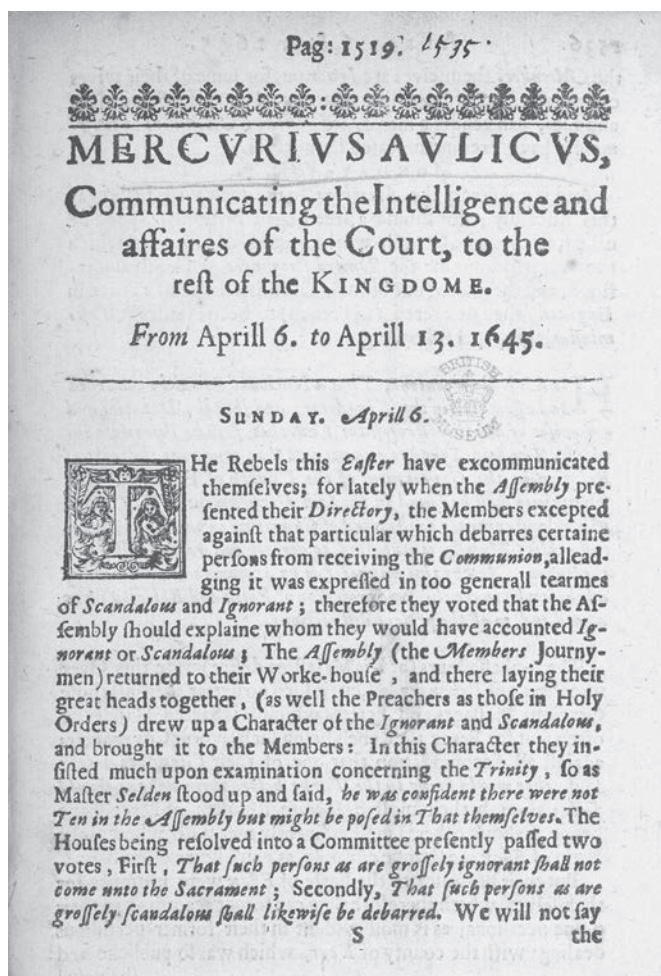 Pag: 1519. 1535.
MERCVRIVS AVLICVS,
Communicating the Intelligence and
affaires of the Court, to the
reſt of the KINGDOME.
From Aprill 6. to Aprill 13. 1645.
BRITISH
MUSEUM
SUNDAY. Aprill 6.
THe Rebels this Eaſter have excommunicated
themſelves; for lately when the Aſſembly pre-
ſented their Directory, the Members excepted
againſt that particular which debarres certaine
perſons from receiving the Communion, allead-
ging it was expreſſed in too generall tearmes
of Scandalous and Ignorant; therefore they voted that the Aſ-
ſembly ſhould explaine whom they would have accounted Ig-
norant or Scandalous; The Aſſembly (the Members Journy-
men) returned to their Worke-houſe, and there laying their
great heads together, (as well the Preachers as thoſe in Holy
Orders) drew up a Character of the Ignorant and Scandalous,
and brought it to the Members: In this Character they in-
ſiſted much upon examination concerning the Trinity, ſo as
Maſter Selden ſtood up and ſaid, he was confident there were not
Ten in the Aſſembly but might be poſed in That themſelves. The
Houſes being reſolved into a Committee preſently paſſed two
votes, Firſt, That ſuch perſons as are groſſely ignorant ſhall not
come unto the Sacrament; Secondly, That ſuch perſons as are
groſſely ſcandalous ſhall likewiſe be debarred. We will not ſay
S the